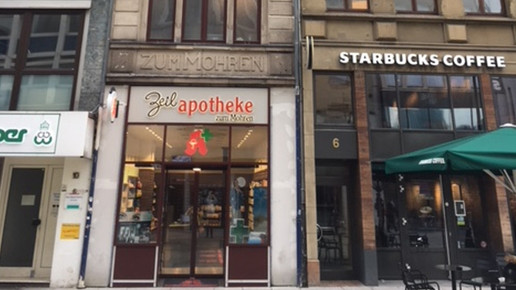 ZUM MOHREN
Zeil apotheke
zum Mohren
STARBUCKS COFFEE
6